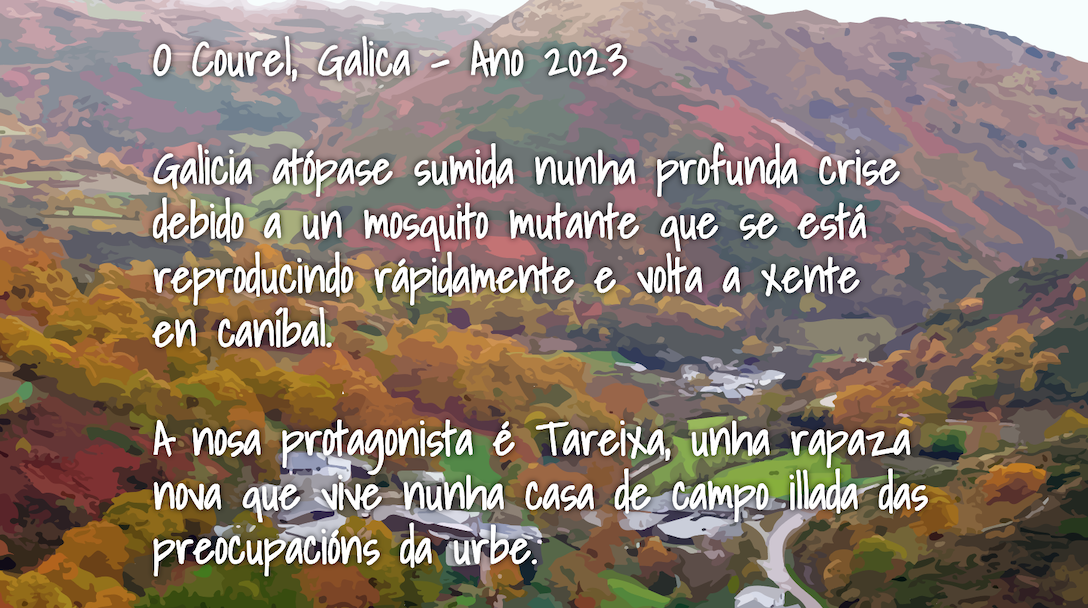 O Courel, Galica - Ano 2023
Galicia atópase sumida nunha profunda crise
debido a un mosquito mutante que se está
reproducindo rápidamente e volta a xente
en caníbal.
A nosa protagonista é Tareixa, unha rapaza
nova que vive nunha casa de campo illada das
preocupacións da urbe.